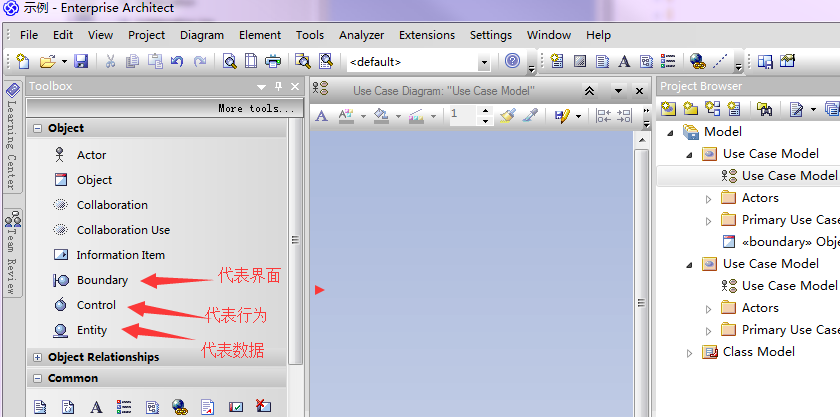 示例 - Enterprise Architect
File Edit View Project Diagram Element Tools Analyzer Extensions Settings Window Help
<default>
Toolbox
Use Case Diagram: "Use Case Model"
Project Browser
More tools...
1
Learning Center
Team Review
Object
Actor
Object
Collaboration
Collaboration Use
Information Item
Boundary
代表界面
Control
代表行为
Entity
代表数据
Object Relationships
Common
Model
Use Case Model
Use Case Model
Actors
Primary Use Case
«boundary» Obje
Use Case Model
Use Case Model
Actors
Primary Use Case
Class Model